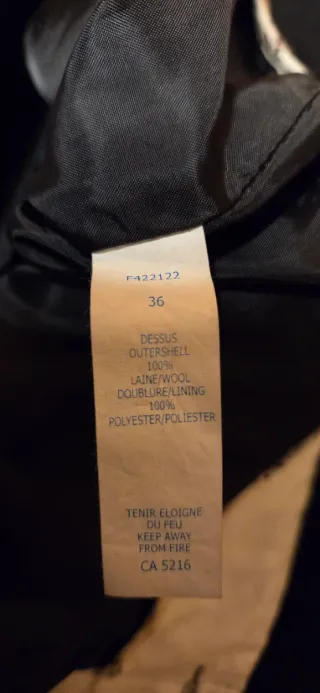 F422122
36
DESSUS
OUTERSHELL
100%
LAINE/WOOL
DOUBLURE/LINING
100%
POLYESTER/POLIESTER
TENIR ELOIGNE
DU FEU
KEEP AWAY
FROM FIRE
CA 5216